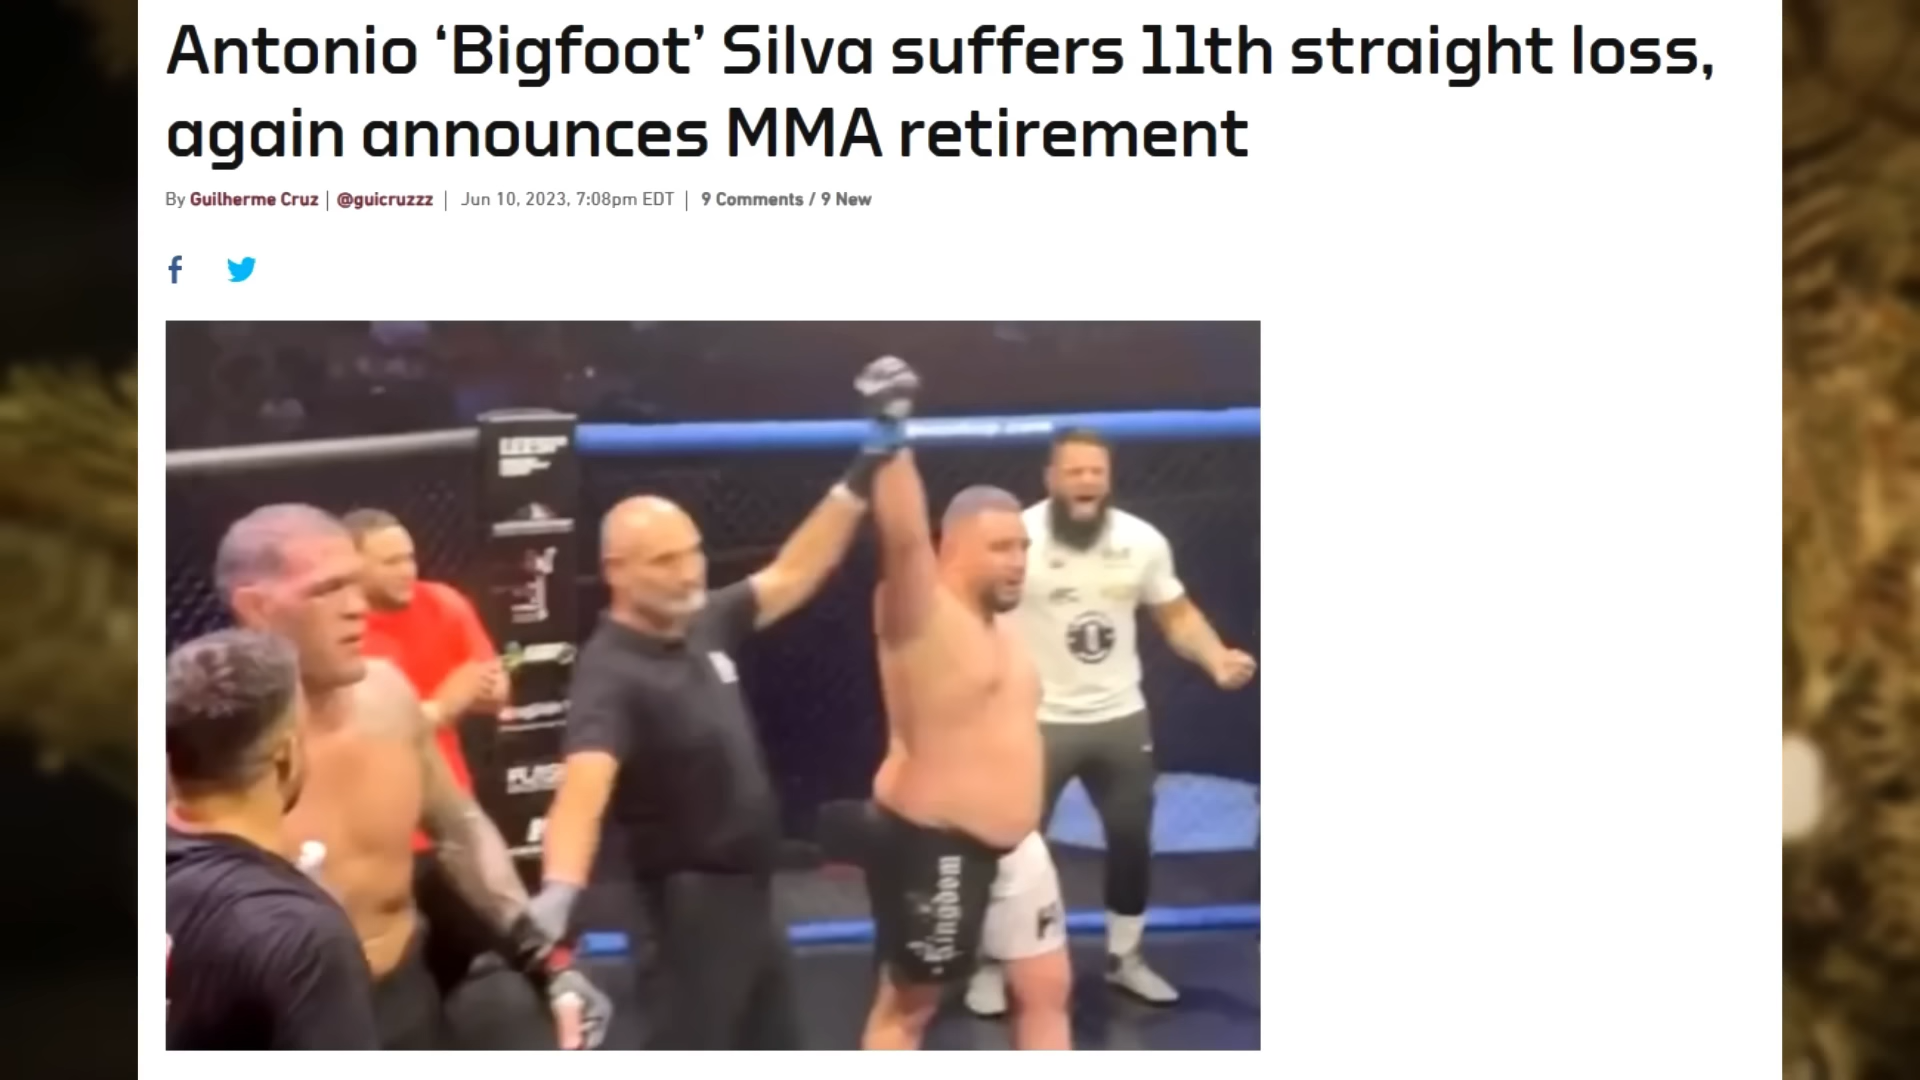 Antonio ‘Bigfoot’ Silva suffers 11th straight loss,
again announces MMA retirement
By Guilherme Cruz | @guicruzzz | Jun 10, 2023, 7:08pm EDT | 9 Comments / 9 New
Kingdom